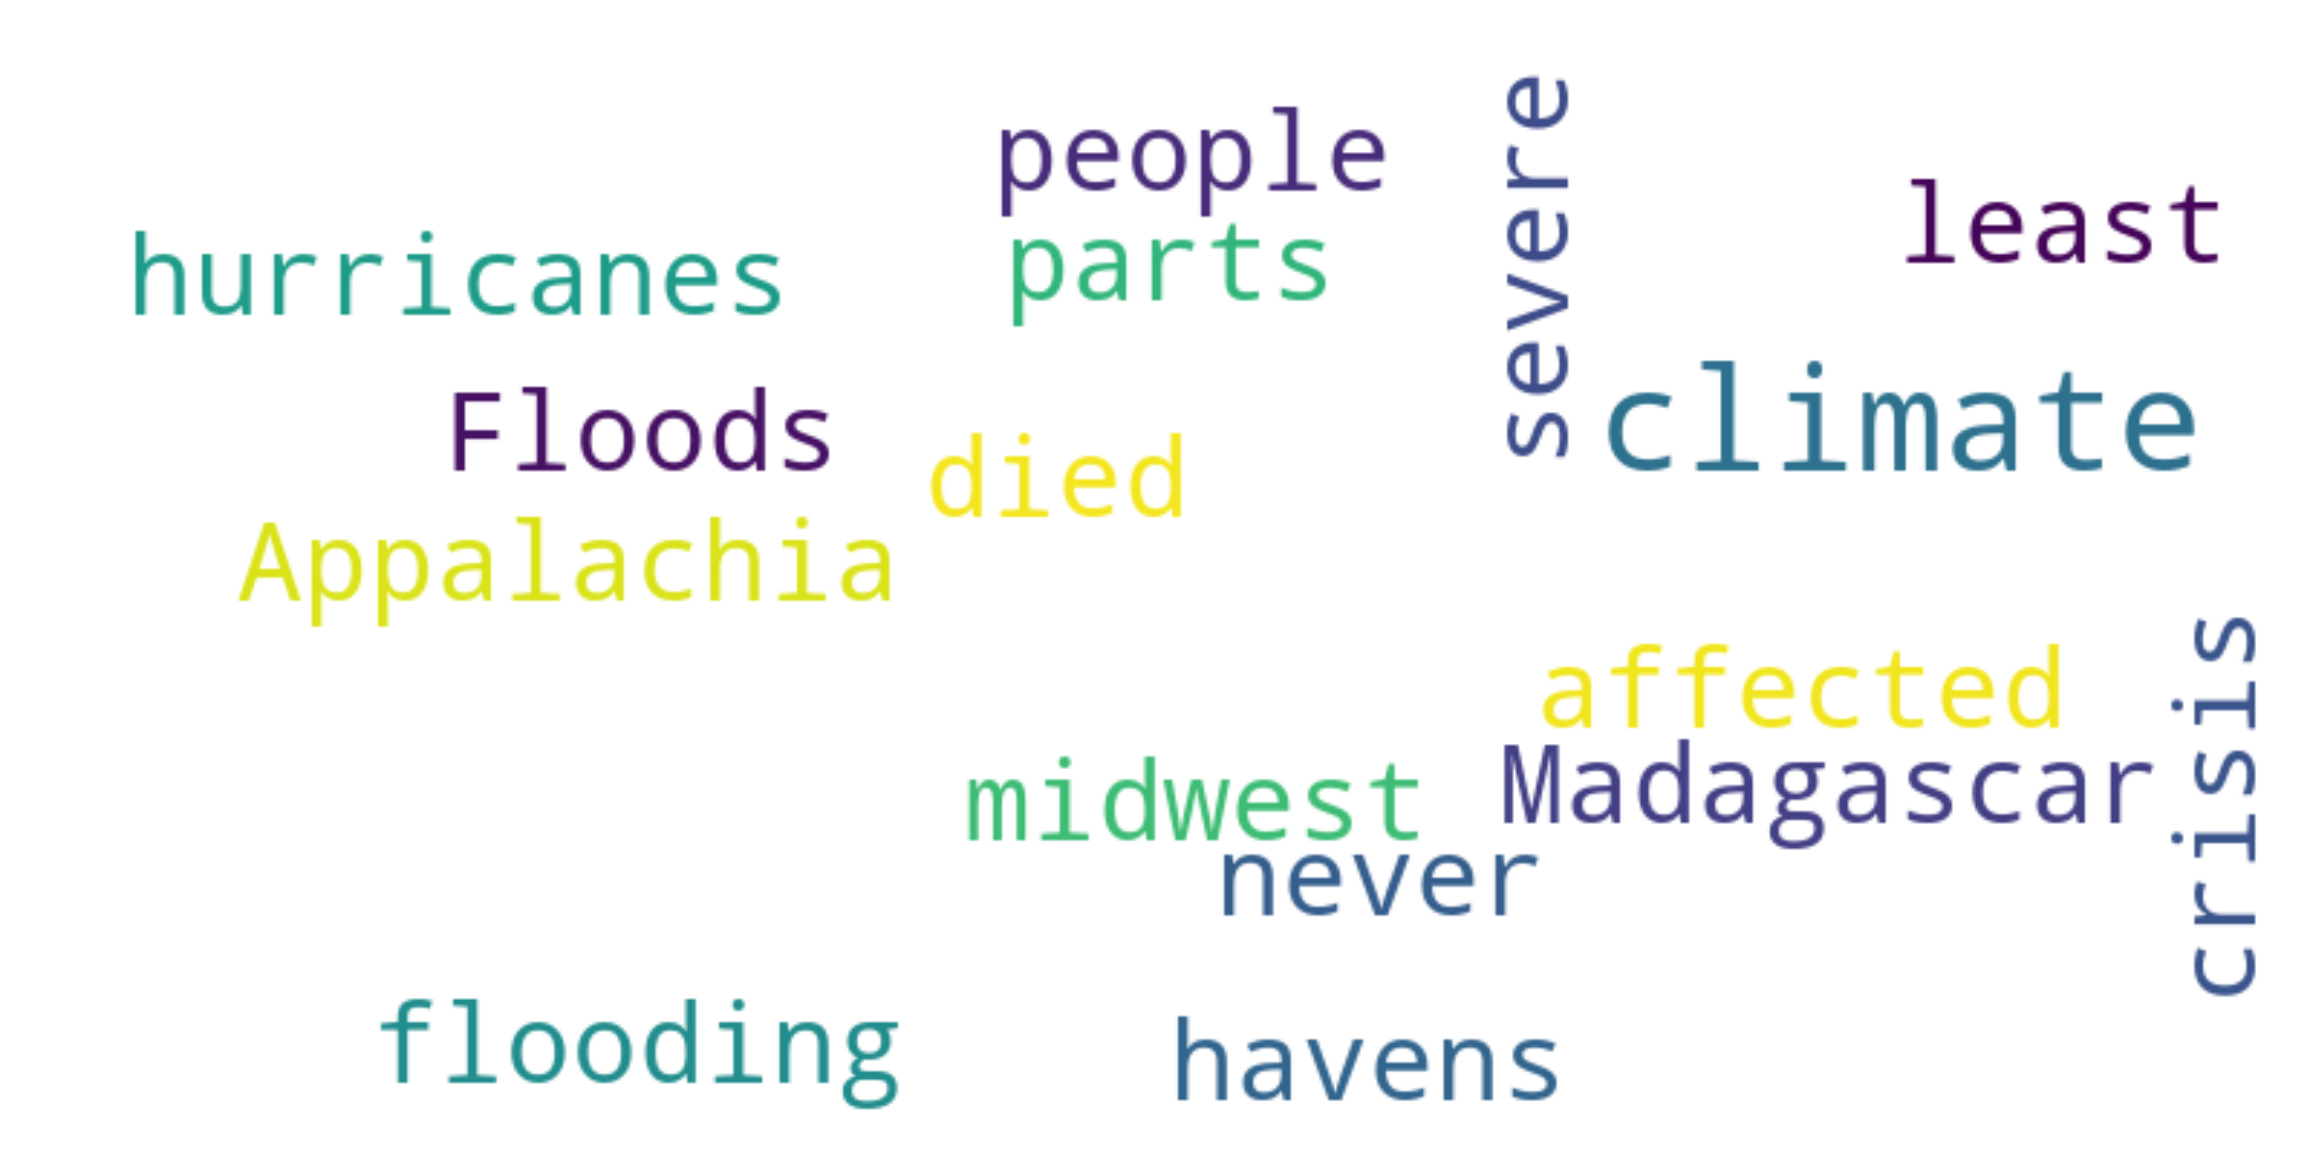 people
severe
least
hurricanes
parts
Floods
died
climate
Appalachia
affected
crisis
midwest
Madagascar
never
flooding
havens